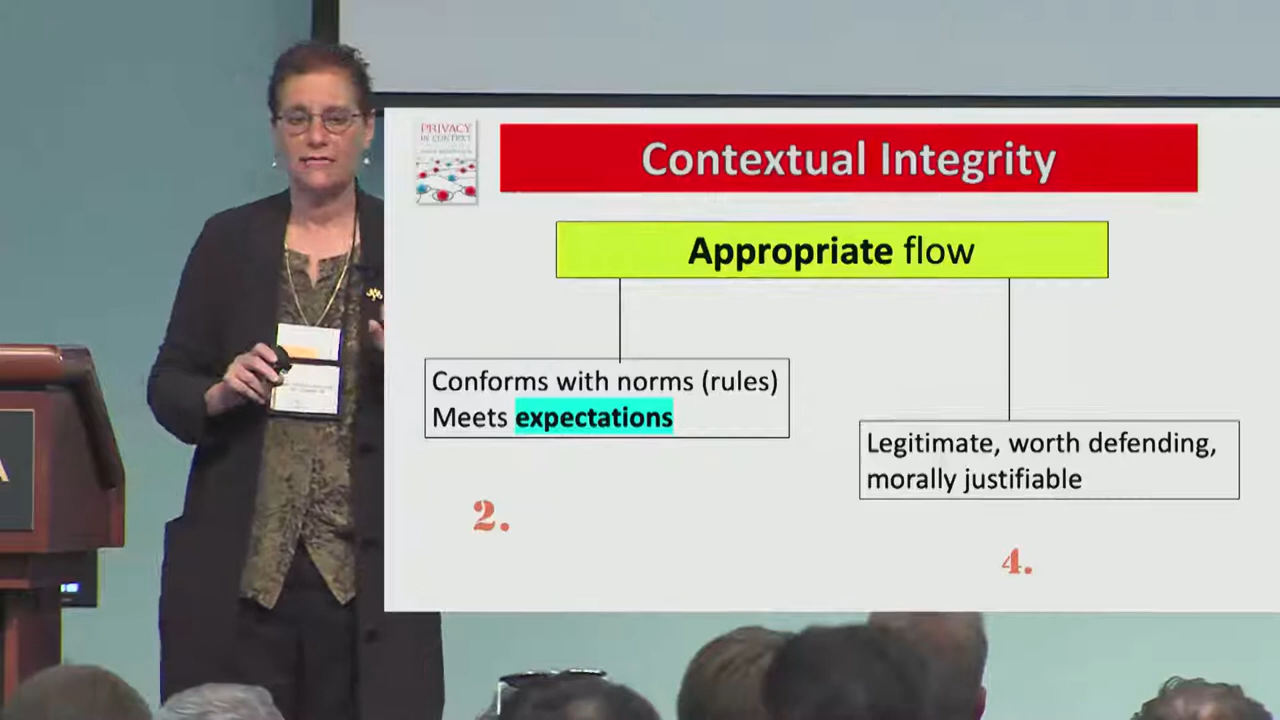 PRIVACY
IN CONTEXT
Contextual Integrity
Appropriate flow
Conforms with norms (rules)
Meets expectations
Legitimate, worth defending,
morally justifiable
2.
4.
A